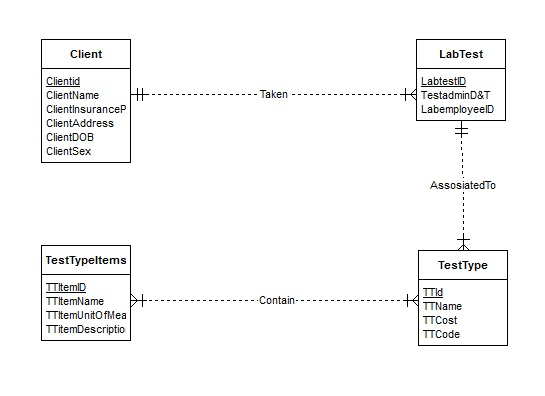 Client
Clientid
ClientName
ClientInsuranceP
ClientAddress
ClientDOB
ClientSex
Taken
LabTest
LabtestID
TestadminD&T
LabemployeeID
AssosiatedTo
TestTypeItems
TTItemID
TTItemName
TTItemUnitOfMea
TTitemDescriptio
Contain
TestType
TTId
TTName
TTCost
TTCode